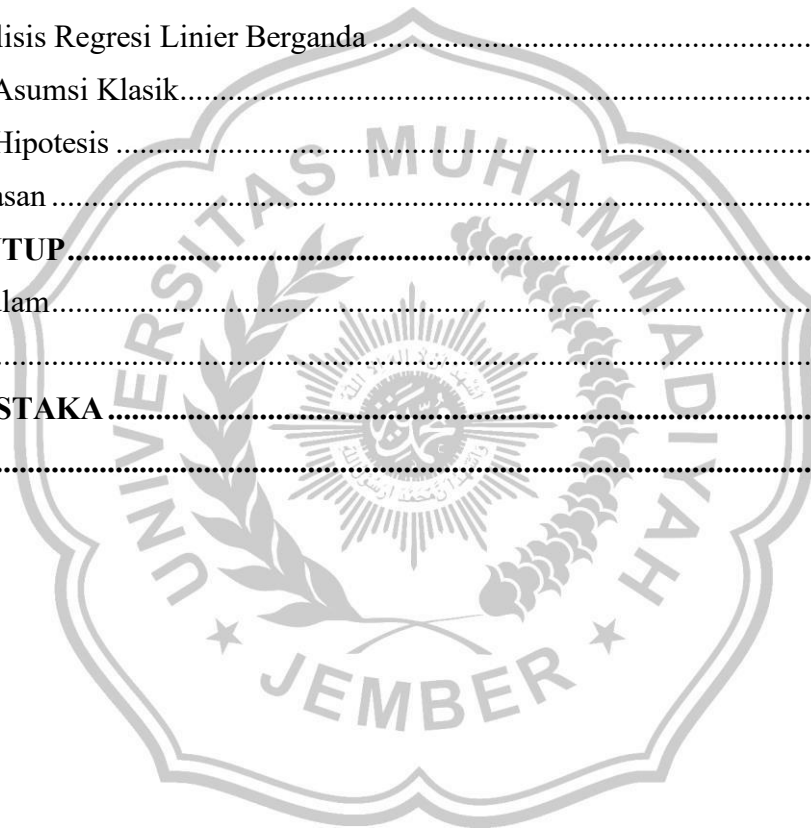 lisis Regresi Linier Berganda ................................................................
Asumsi Klasik................................................................
Hipotesis ................................................................
asan ................................................................
TUP................................................................
lam................................................................
................................................................
STAKA ................................................................
................................................................
UNIVERSITAS MUHAMMADIYAH
JEMBER